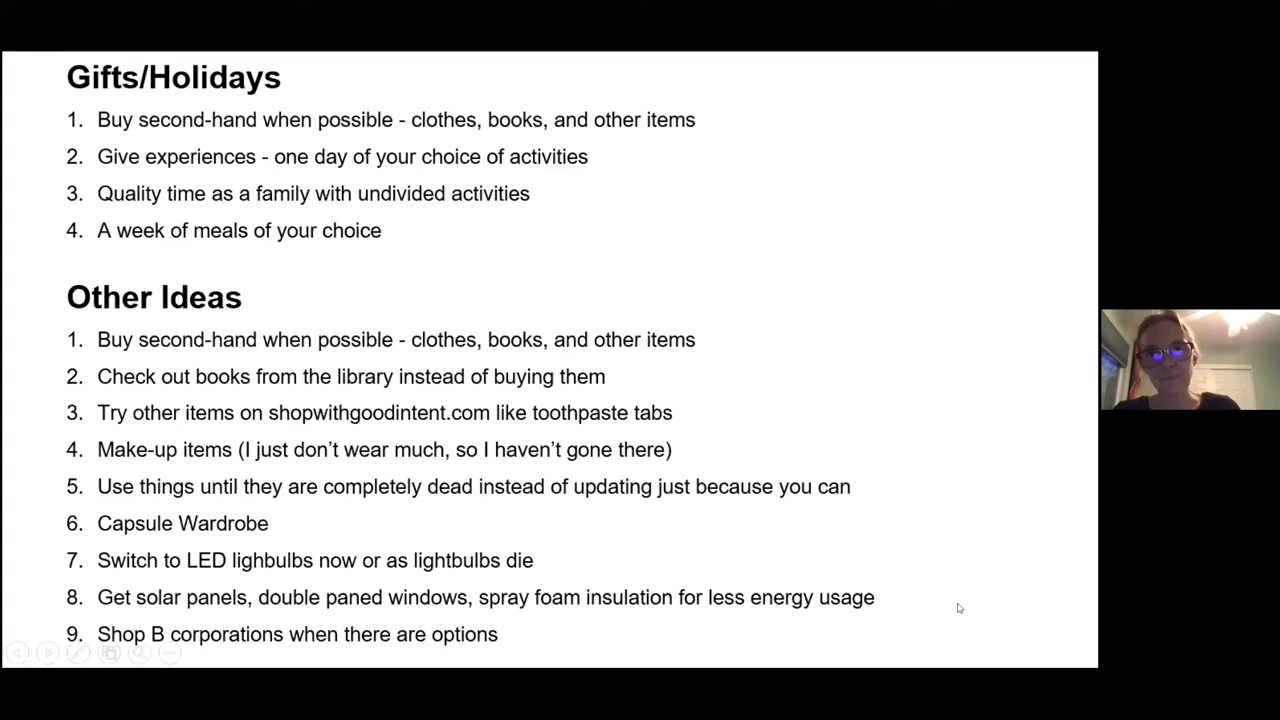 Gifts/Holidays
1. Buy second-hand when possible - clothes, books, and other items
2. Give experiences - one day of your choice of activities
3. Quality time as a family with undivided activities
4. A week of meals of your choice
Other Ideas
1. Buy second-hand when possible - clothes, books, and other items
2. Check out books from the library instead of buying them
3. Try other items on shopwithgoodintent.com like toothpaste tabs
4. Make-up items (I just don't wear much, so I haven't gone there)
5. Use things until they are completely dead instead of updating just because you can
6. Capsule Wardrobe
7. Switch to LED lighbulbs now or as lightbulbs die
8. Get solar panels, double paned windows, spray foam insulation for less energy usage
9. Shop B corporations when there are options